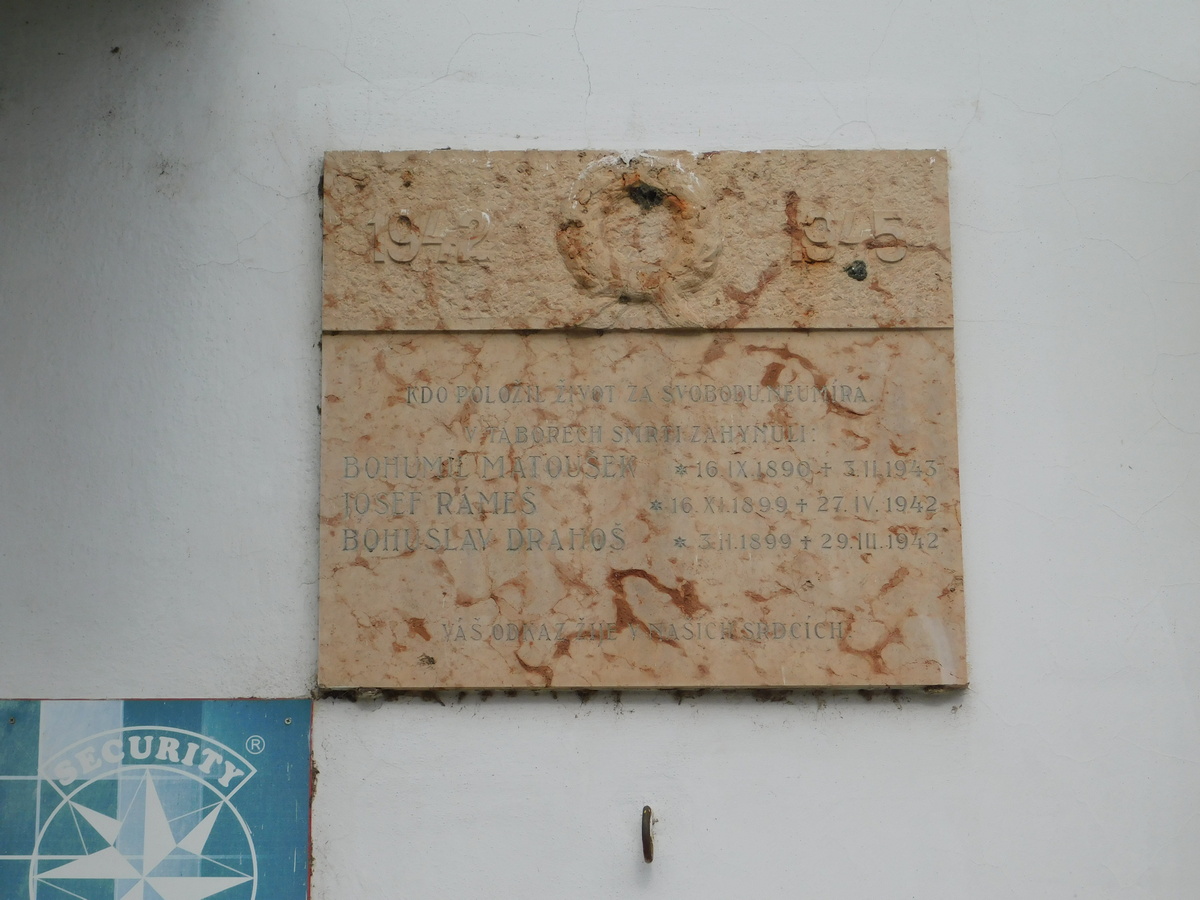 1942 1945
KDO POLOŽIL ŽIVOT ZA SVOBODU, NEUMÍRA.
V TÁBORECH SMRTI ZAHYNULI:
BOHUMIL MATOUŠEK * 16.IX.1890 + 3.II.1943
JOSEF RÁMEŠ * 16.XI.1899 + 27.IV.1942
BOHUSLAV DRAHOŠ * 3.II.1899 + 29.III.1942
VÁŠ ODKAZ ŽIJE V NAŠICH SRDCÍCH.
SECURITY ®